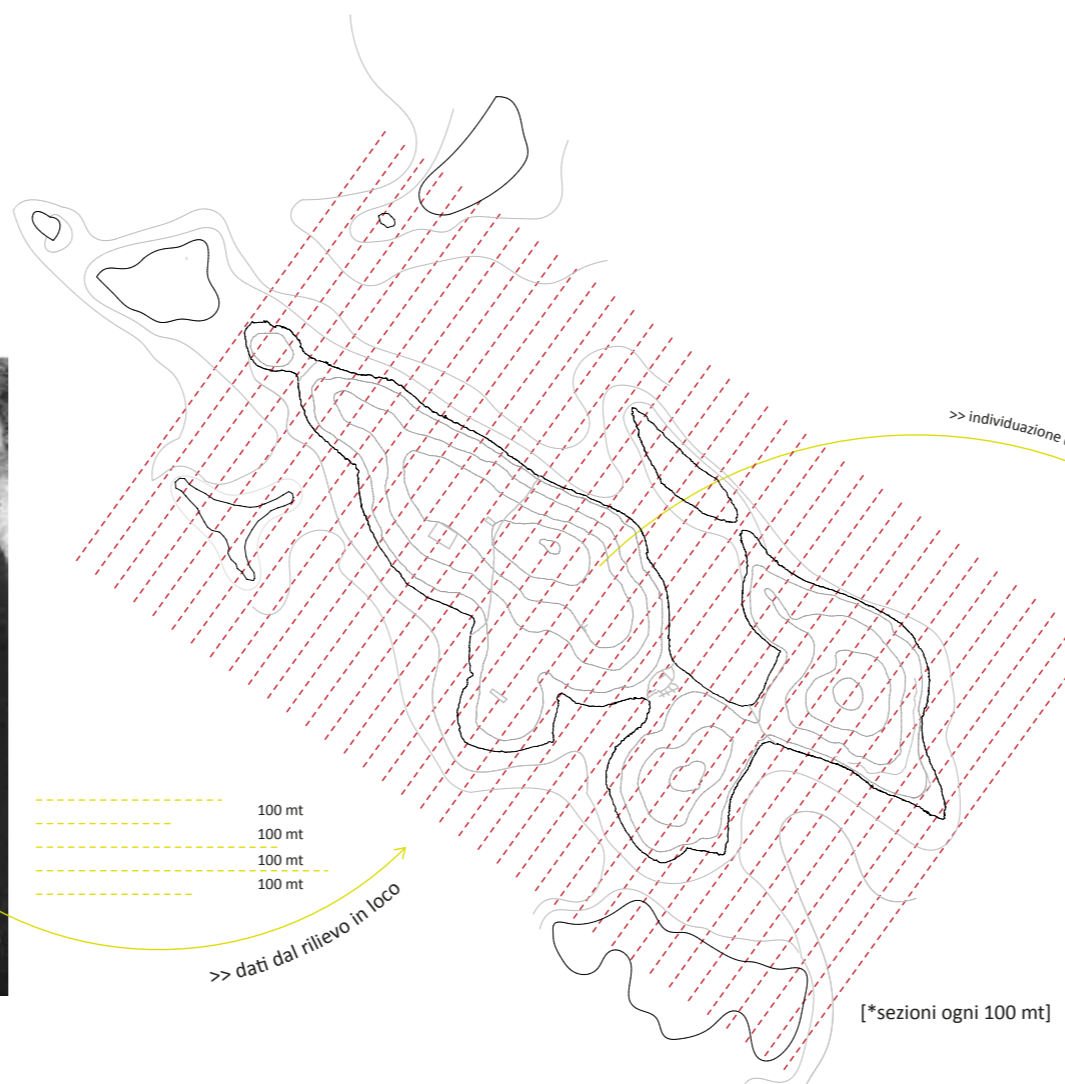 >> individuazione
100 mt
100 mt
100 mt
100 mt
>> dati dal rilievo in loco
[*sezioni ogni 100 mt]